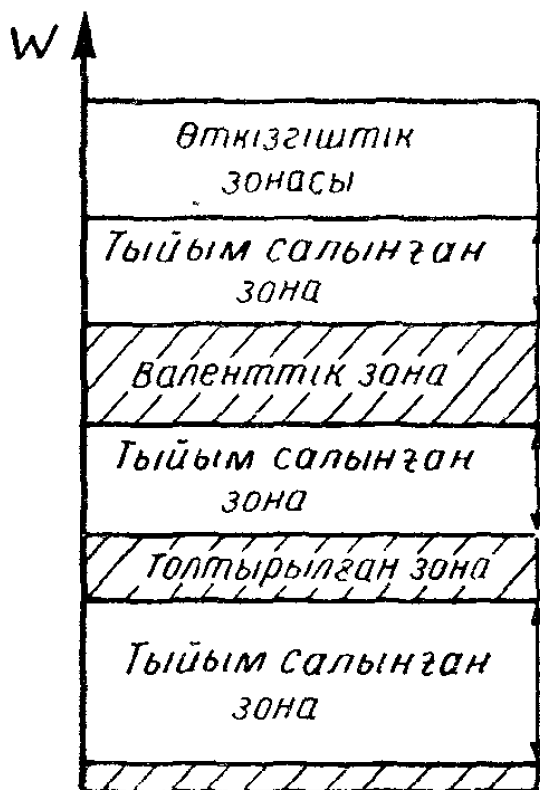 W
Өткізгіштік
зонасы
Тыйым салынған
зона
Валенттік зона
Тыйым салынған
зона
Толтырылған зона
Тыйым салынған
зона